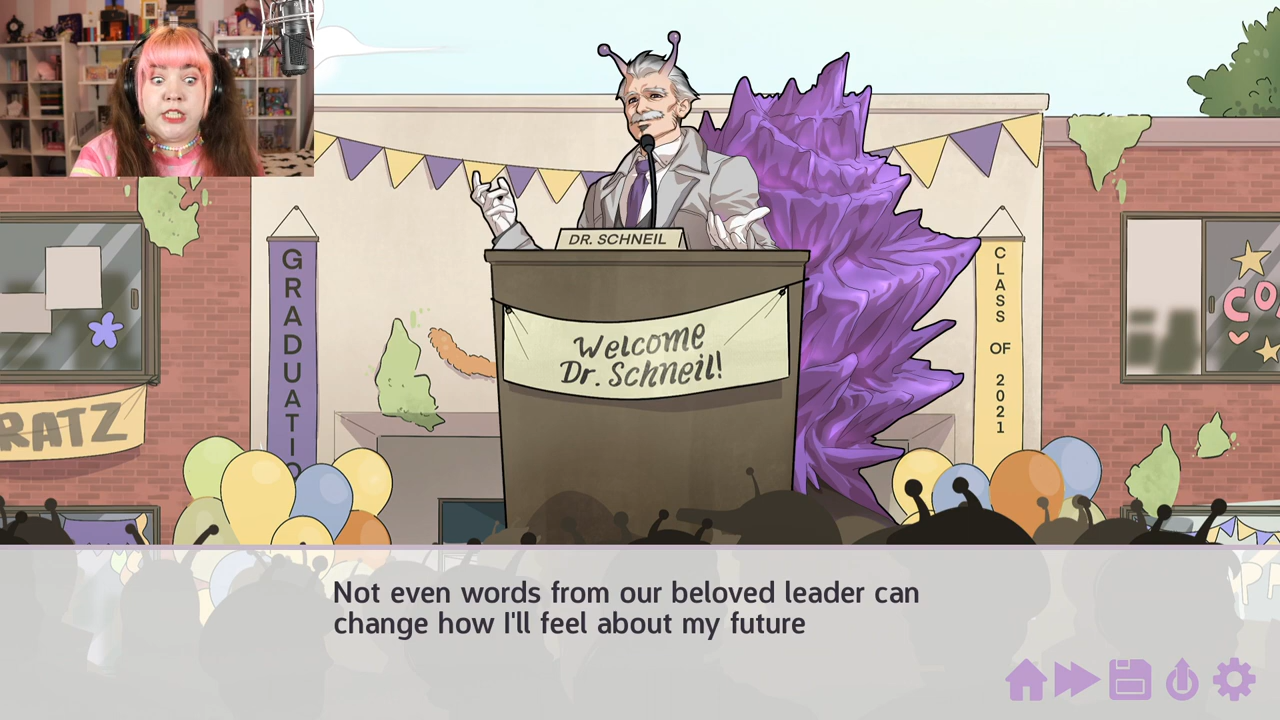 DR. SCHNEIL
GRADUATIO
CLASS OF 2021
Welcome
Dr. Schneil!
RATZ
CO
Not even words from our beloved leader can
change how I'll feel about my future